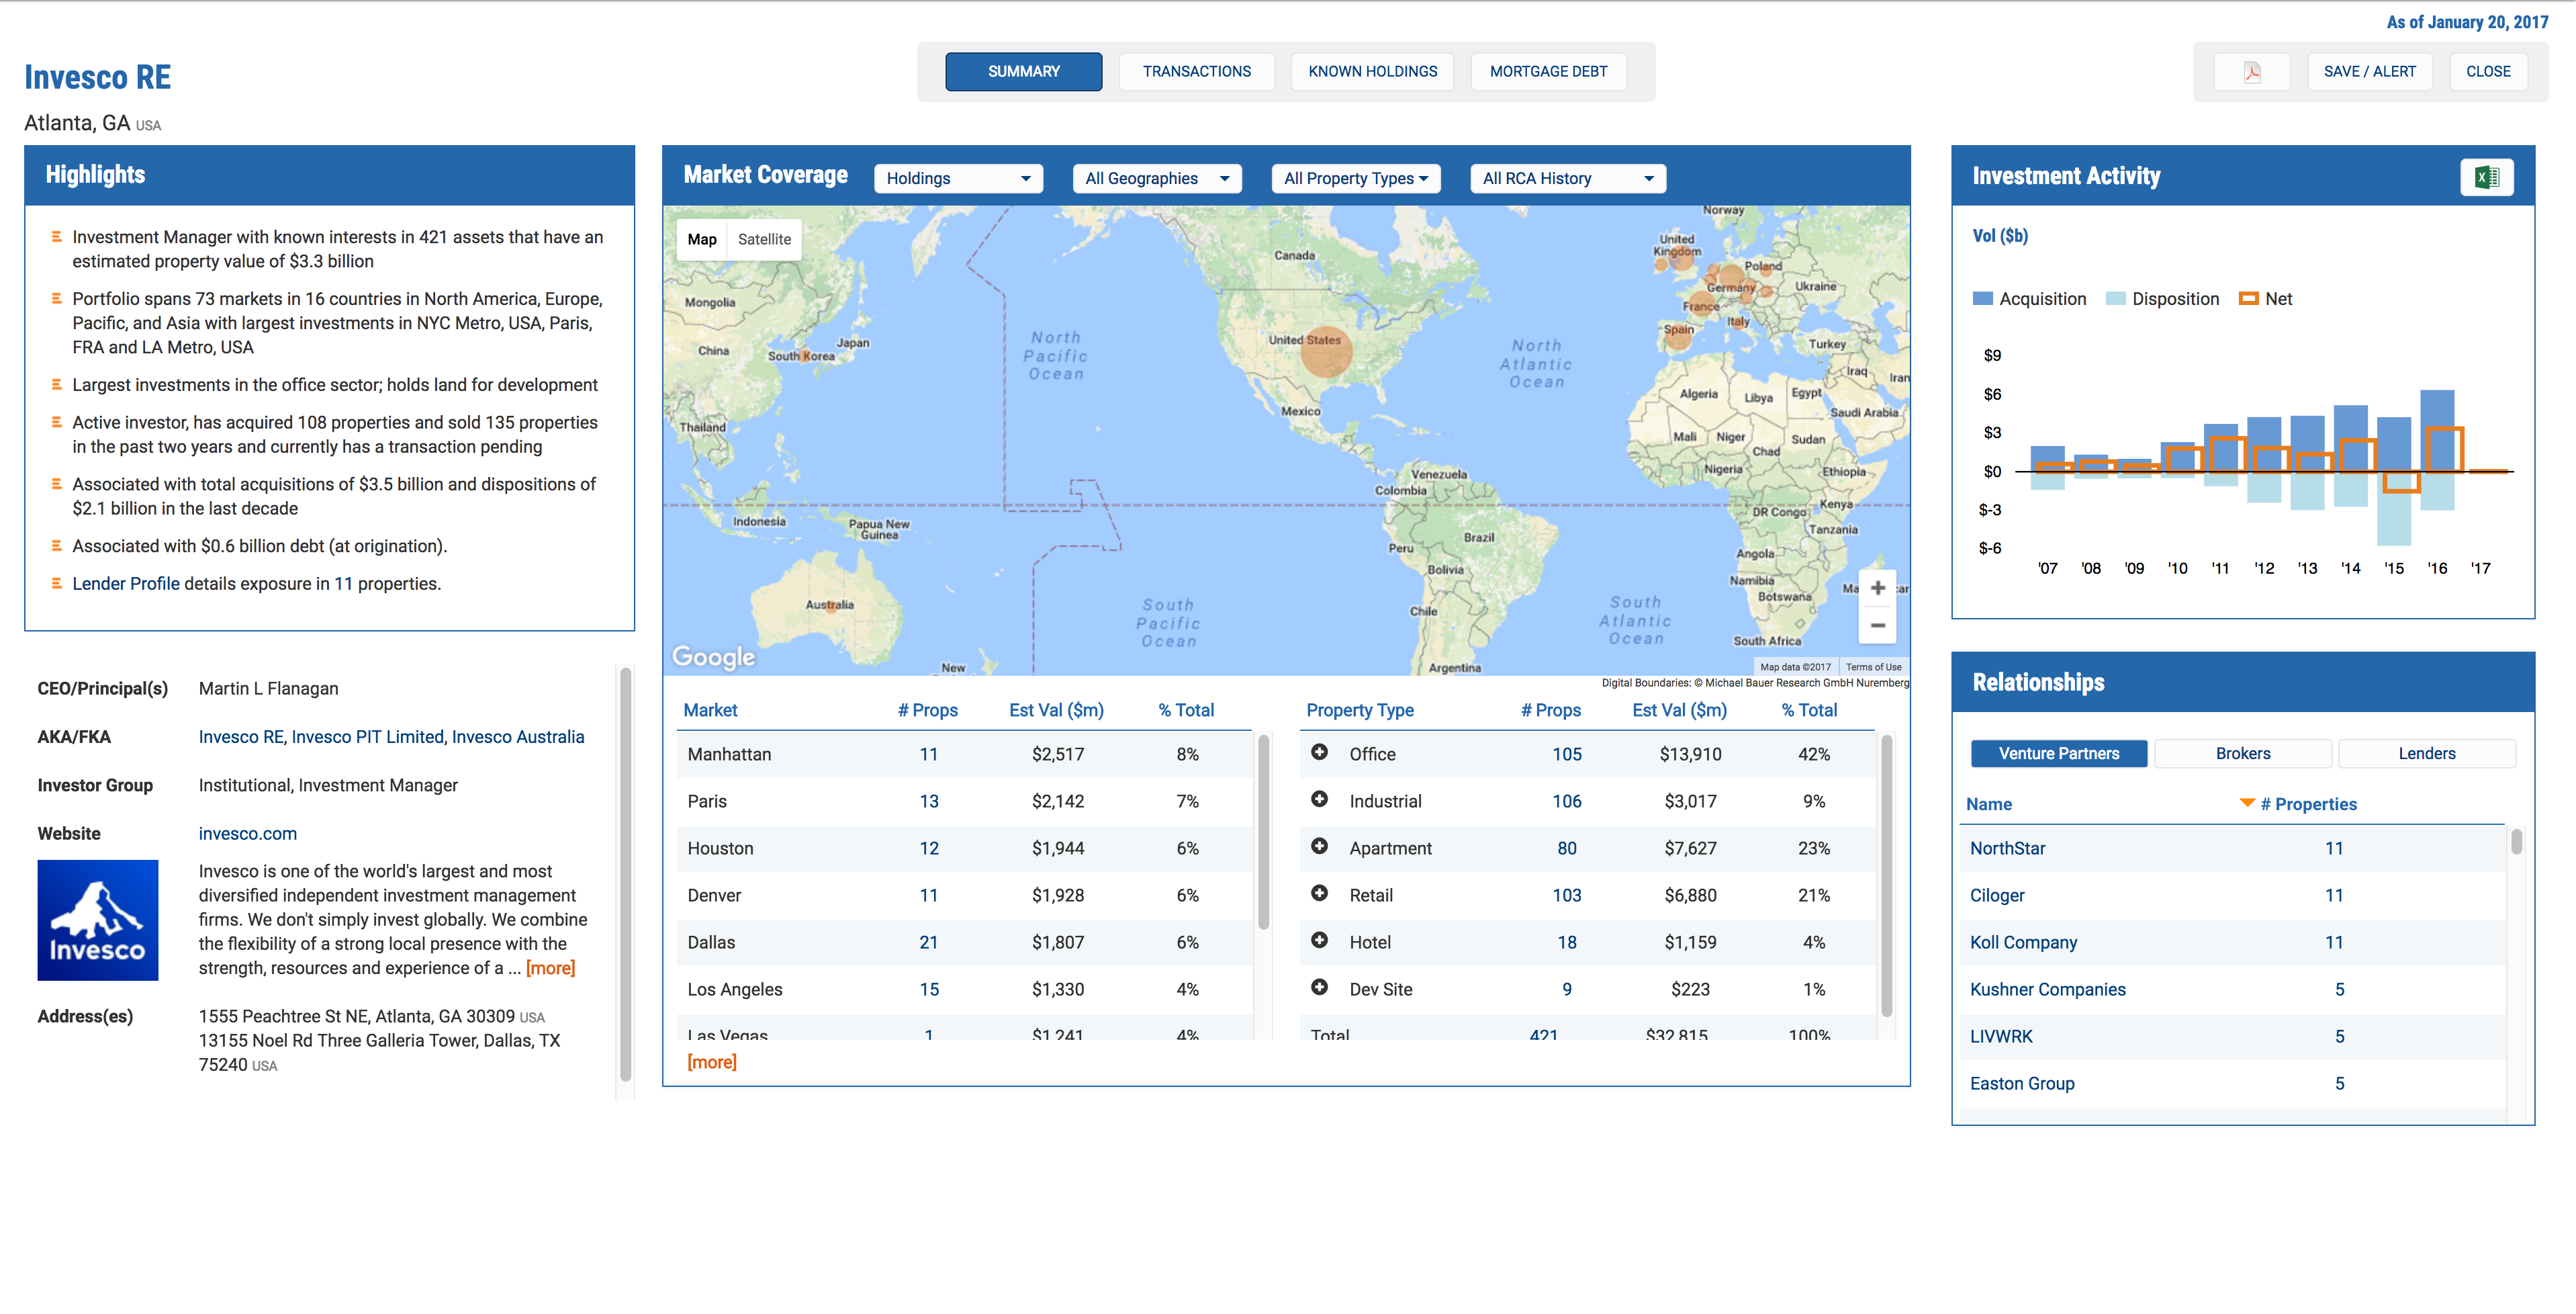 As of January 20, 2017
Invesco RE
SUMMARY
TRANSACTIONS
KNOWN HOLDINGS
MORTGAGE DEBT
SAVE / ALERT
CLOSE
Atlanta, GA USA
Highlights
Investment Manager with known interests in 421 assets that have an
estimated property value of $3.3 billion
Portfolio spans 73 markets in 16 countries in North America, Europe,
Pacific, and Asia with largest investments in NYC Metro, USA, Paris,
FRA and LA Metro, USA
Largest investments in the office sector; holds land for development
Active investor, has acquired 108 properties and sold 135 properties
in the past two years and currently has a transaction pending
Associated with total acquisitions of $3.5 billion and dispositions of
$2.1 billion in the last decade
Associated with $0.6 billion debt (at origination).
Lender Profile details exposure in 11 properties.
CEO/Principal(s) Martin L Flanagan
AKA/FKA Invesco RE, Invesco PIT Limited, Invesco Australia
Investor Group Institutional, Investment Manager
Website invesco.com
Invesco
Invesco is one of the world's largest and most
diversified independent investment management
firms. We don't simply invest globally. We combine
the flexibility of a strong local presence with the
strength, resources and experience of a ... [more]
Address(es) 1555 Peachtree St NE, Atlanta, GA 30309 USA
13155 Noel Rd Three Galleria Tower, Dallas, TX
75240 USA
Market Coverage
Holdings
All Geographies
All Property Types
All RCA History
Map
Satellite
Norway
United
Kingdom
Canada
Poland
Mongolia
Germany
Ukraine
France
North
Pacific
Ocean
Spain
Italy
Japan
China
South Korea
United States
North
Atlantic
Ocean
Turkey
Iraq
Iran
Algeria
Libya
Egypt
Mexico
Saudi Arabia
Thailand
Mali
Niger
Sudan
Chad
Nigeria
Ethiopia
Venezuela
Colombia
Kenya
DR Congo
Indonesia
Papua New
Guinea
Tanzania
Brazil
Peru
Angola
Bolivia
Namibia
Botswana
Australia
South
Pacific
Ocean
Chile
South
Atlantic
Ocean
South Africa
Google
New
Argentina
Map data ©2017
Terms of Use
Digital Boundaries: © Michael Bauer Research GmbH Nuremberg
Market # Props Est Val ($m) % Total
Manhattan 11 $2,517 8%
Paris 13 $2,142 7%
Houston 12 $1,944 6%
Denver 11 $1,928 6%
Dallas 21 $1,807 6%
Los Angeles 15 $1,330 4%
Las Vegas 1 $1,241 4%
[more]
Property Type # Props Est Val ($m) % Total
Office 105 $13,910 42%
Industrial 106 $3,017 9%
Apartment 80 $7,627 23%
Retail 103 $6,880 21%
Hotel 18 $1,159 4%
Dev Site 9 $223 1%
Total 421 $32,815 100%
Investment Activity
Vol ($b)
Acquisition Disposition Net
$9
$6
$3
$0
$-3
$-6
'07 '08 '09 '10 '11 '12 '13 '14 '15 '16 '17
Relationships
Venture Partners
Brokers
Lenders
Name # Properties
NorthStar 11
Ciloger 11
Koll Company 11
Kushner Companies 5
LIVWRK 5
Easton Group 5